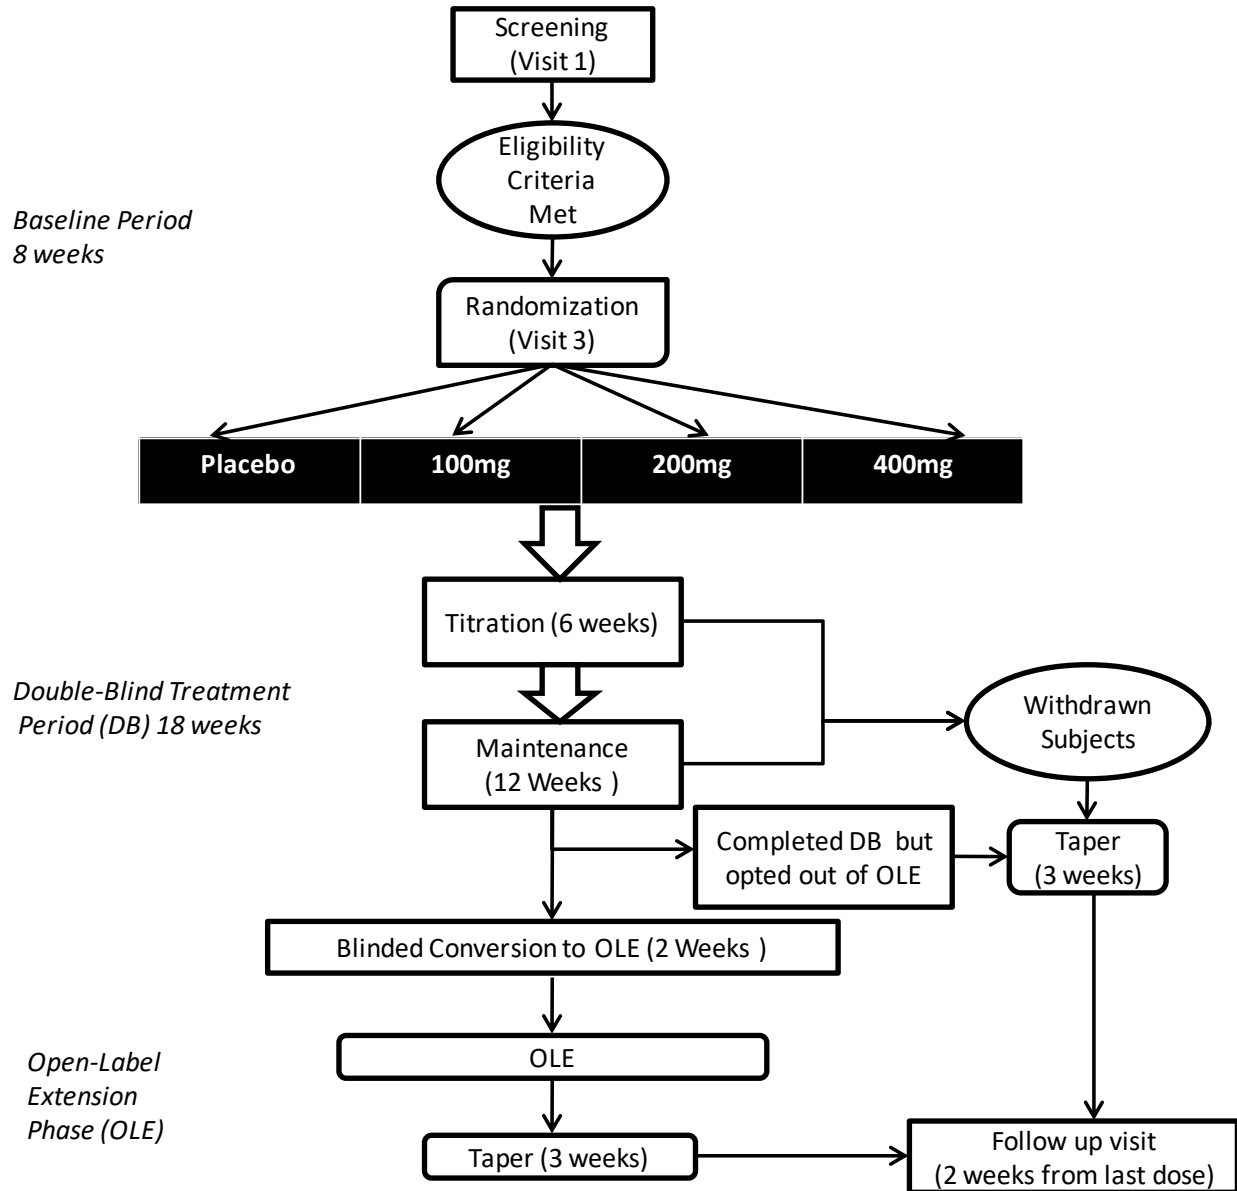 Screening
(Visit 1)
Eligibility
Criteria
Met
Baseline Period
8 weeks
Randomization
(Visit 3)
Placebo
100mg
200mg
400mg
Titration (6 weeks)
Double-Blind Treatment
Period (DB) 18 weeks
Withdrawn
Subjects
Maintenance
(12 Weeks )
Completed DB but
opted out of OLE
Taper
(3 weeks)
Blinded Conversion to OLE (2 Weeks )
OLE
Open-Label
Extension
Phase (OLE)
Taper (3 weeks)
Follow up visit
(2 weeks from last dose)